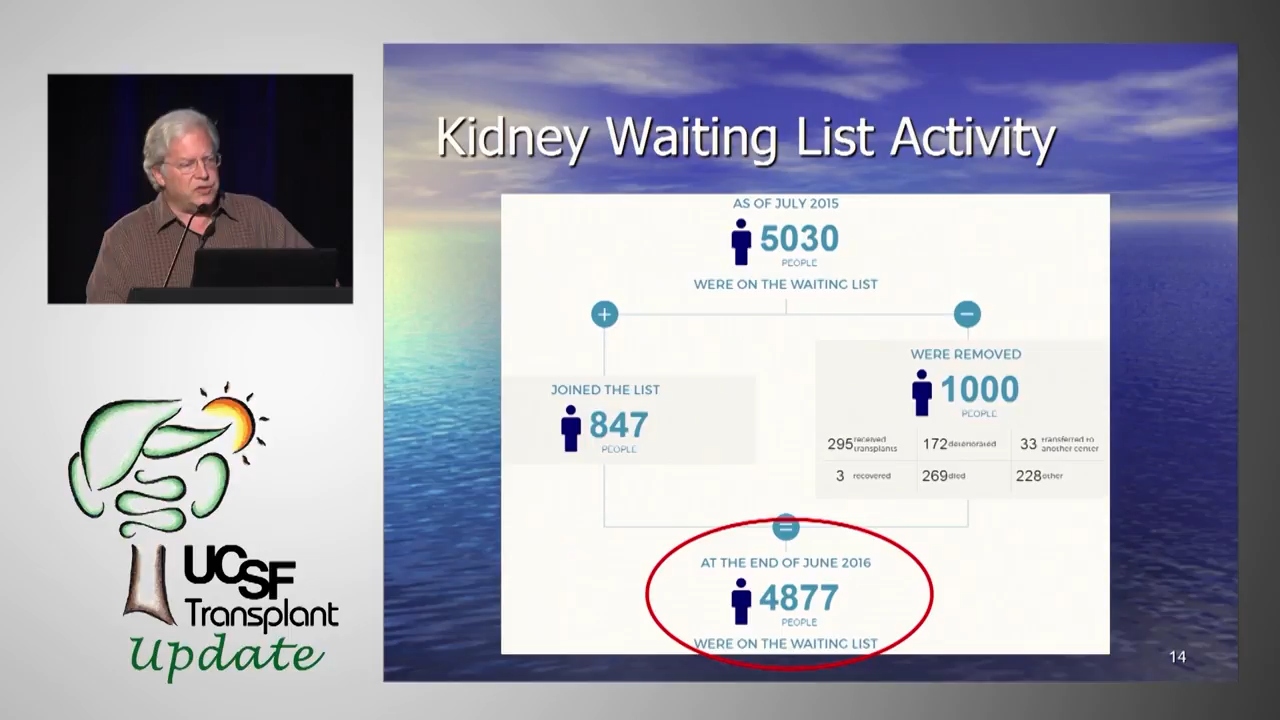 Kidney Waiting List Activity
AS OF JULY 2015
5030
PEOPLE
WERE ON THE WAITING LIST
+
−
WERE REMOVED
1000
PEOPLE
JOINED THE LIST
847
PEOPLE
295 received transplants
172 deteriorated
33 transferred to another center
3 recovered
269 died
228 other
=
AT THE END OF JUNE 2016
4877
PEOPLE
WERE ON THE WAITING LIST
14
UCSF
Transplant
Update